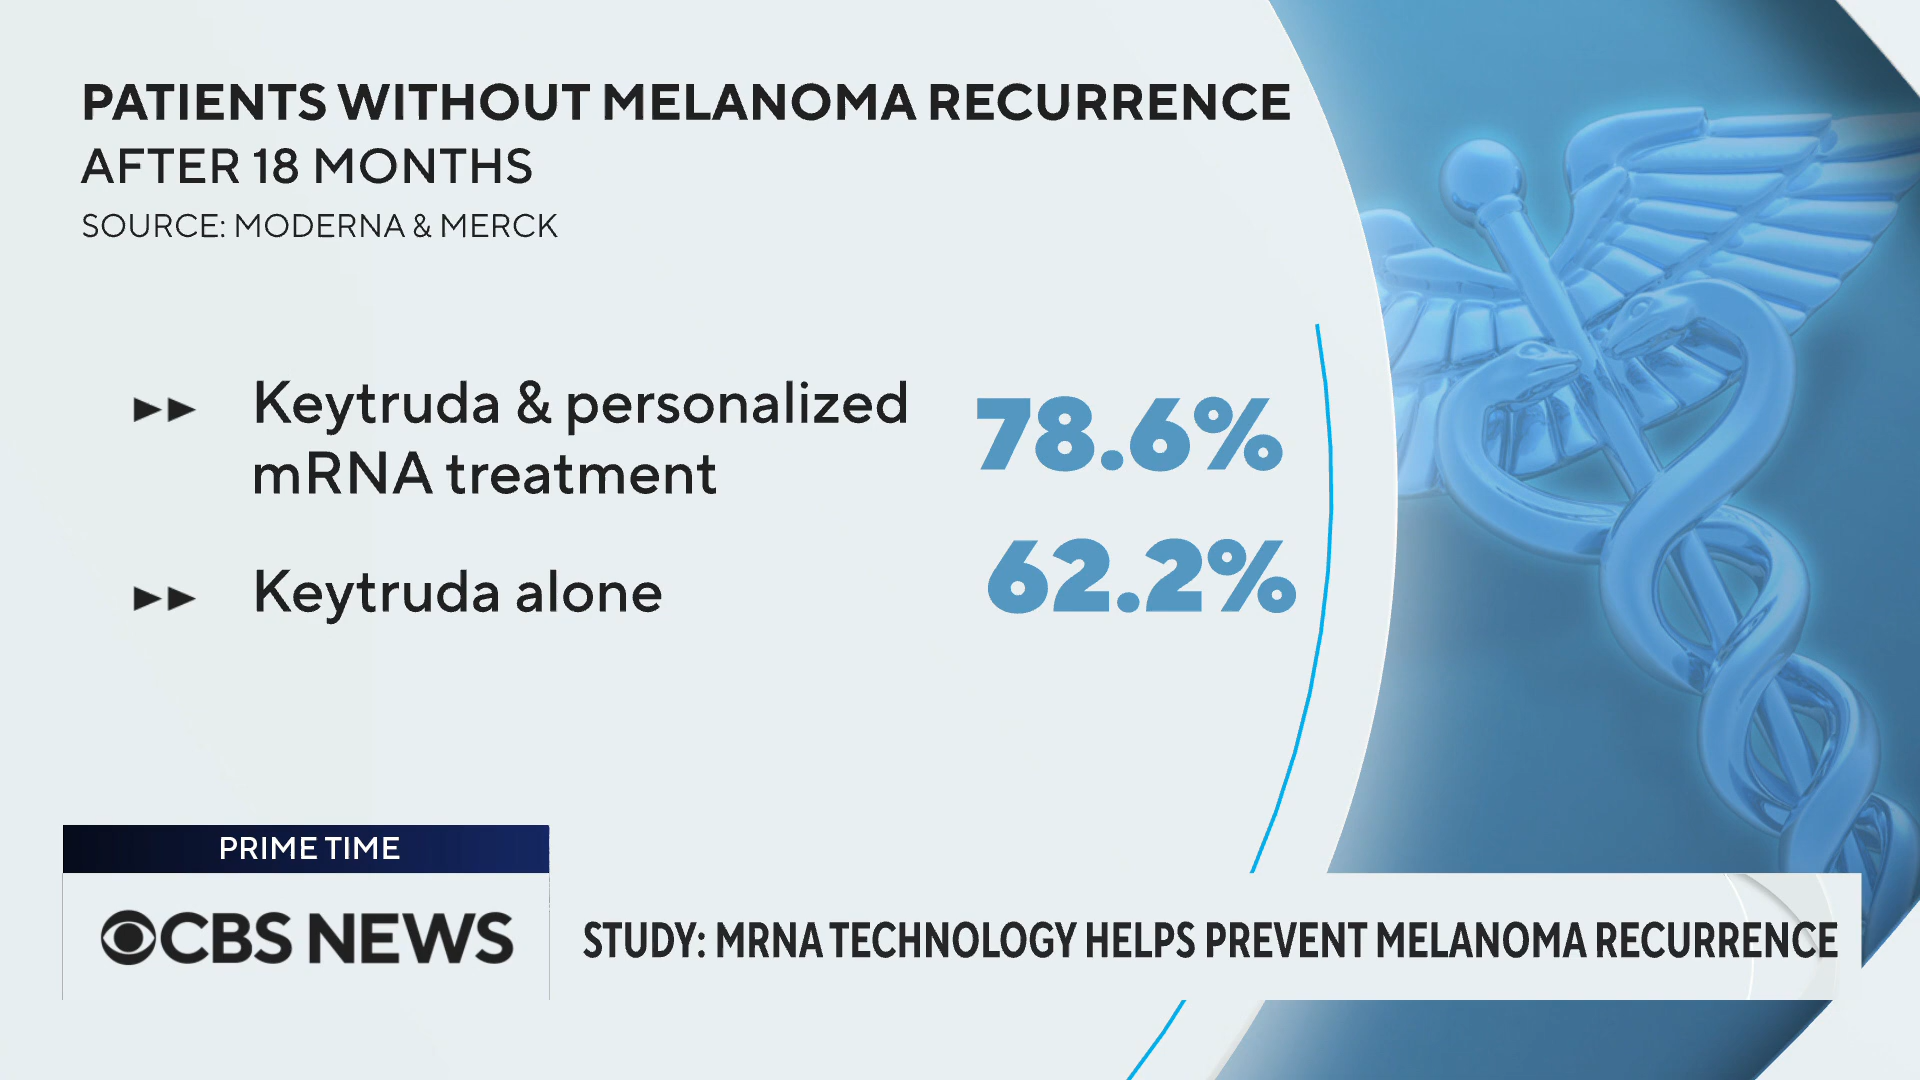 PATIENTS WITHOUT MELANOMA RECURRENCE
AFTER 18 MONTHS
SOURCE: MODERNA & MERCK
Keytruda & personalized
mRNA treatment
78.6%
Keytruda alone
62.2%
PRIME TIME
CBS NEWS
STUDY: MRNA TECHNOLOGY HELPS PREVENT MELANOMA RECURRENCE